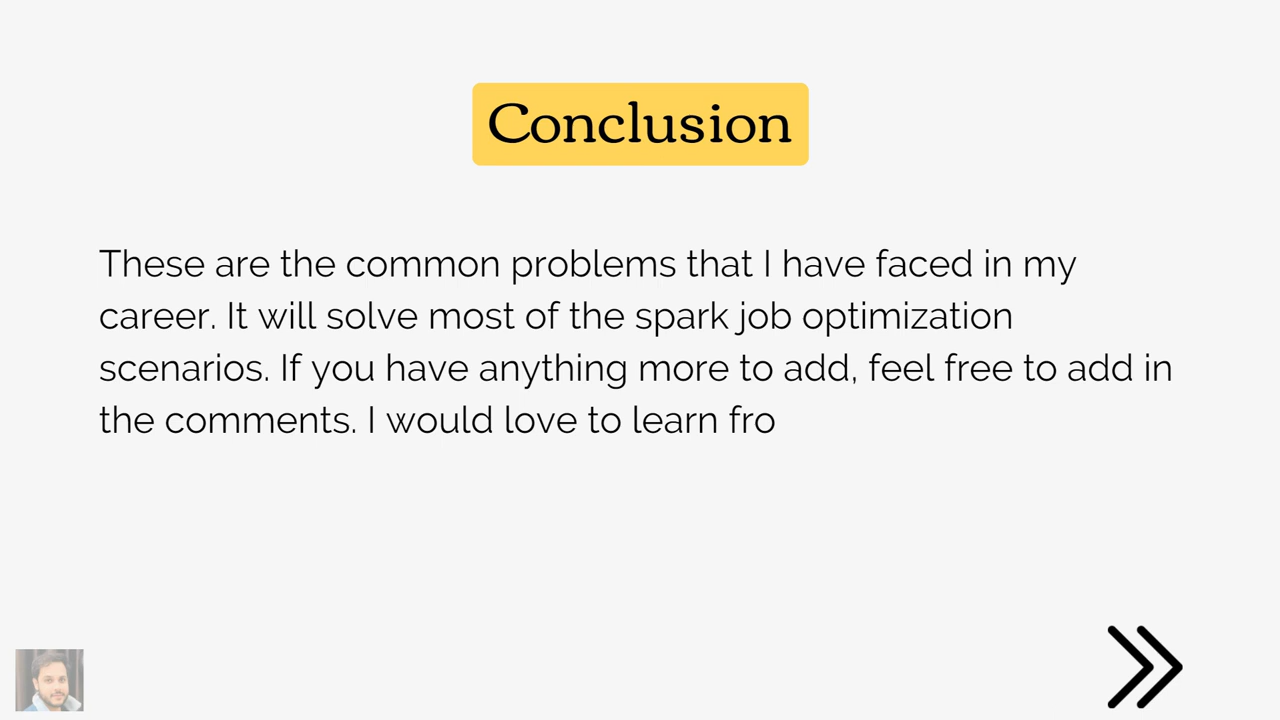 Conclusion
These are the common problems that I have faced in my
career. It will solve most of the spark job optimization
scenarios. If you have anything more to add, feel free to add in
the comments. I would love to learn fro